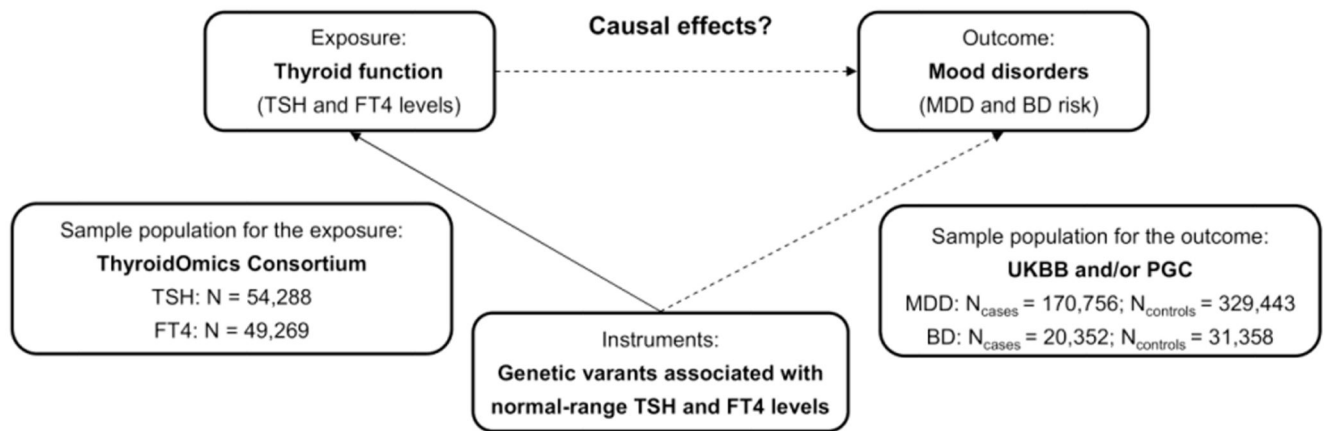 Causal effects?
Exposure:
Thyroid function
(TSH and FT4 levels)
Outcome:
Mood disorders
(MDD and BD risk)
Sample population for the exposure:
ThyroidOmics Consortium
TSH: N = 54,288
FT4: N = 49,269
Sample population for the outcome:
UKBB and/or PGC
MDD: Ncases = 170,756; Ncontrols = 329,443
BD: Ncases = 20,352; Ncontrols = 31,358
Instruments:
Genetic varants associated with
normal-range TSH and FT4 levels